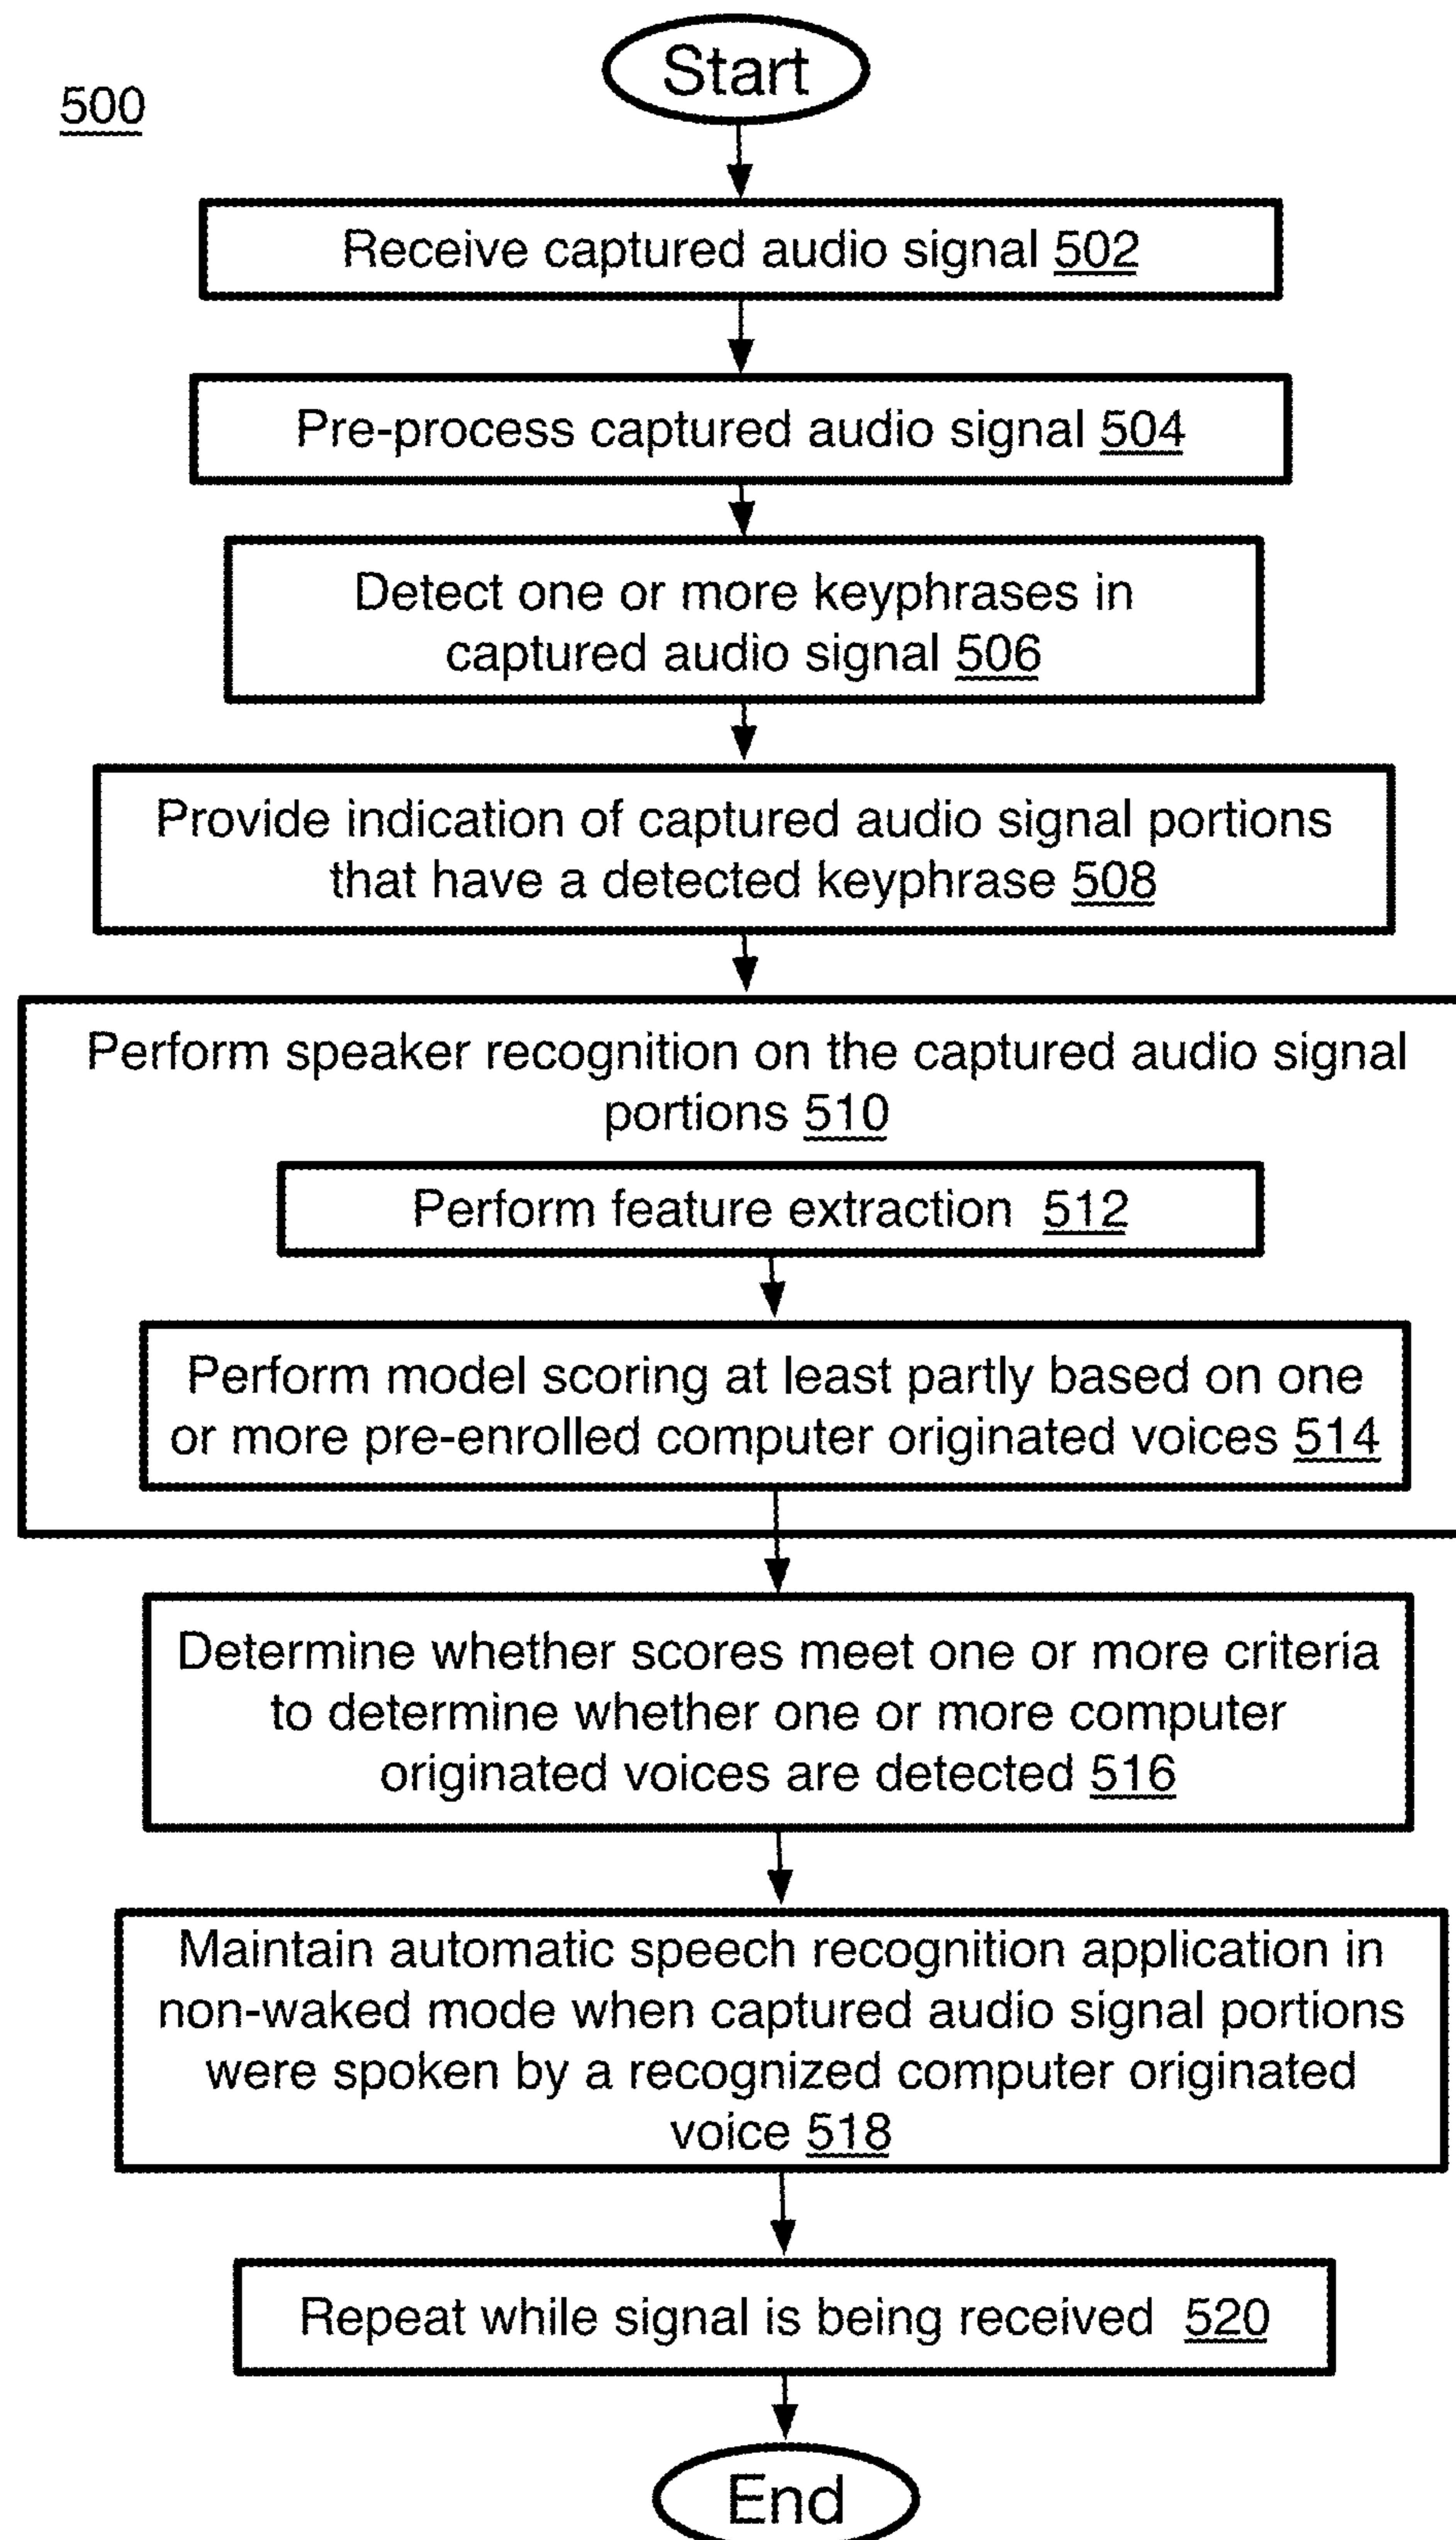 Start
500
Receive captured audio signal 502
Pre-process captured audio signal 504
Detect one or more keyphrases in
captured audio signal 506
Provide indication of captured audio signal portions
that have a detected keyphrase 508
Perform speaker recognition on the captured audio signal
portions 510
Perform feature extraction 512
Perform model scoring at least partly based on one
or more pre-enrolled computer originated voices 514
Determine whether scores meet one or more criteria
to determine whether one or more computer
originated voices are detected 516
Maintain automatic speech recognition application in
non-waked mode when captured audio signal portions
were spoken by a recognized computer originated
voice 518
Repeat while signal is being received 520
End